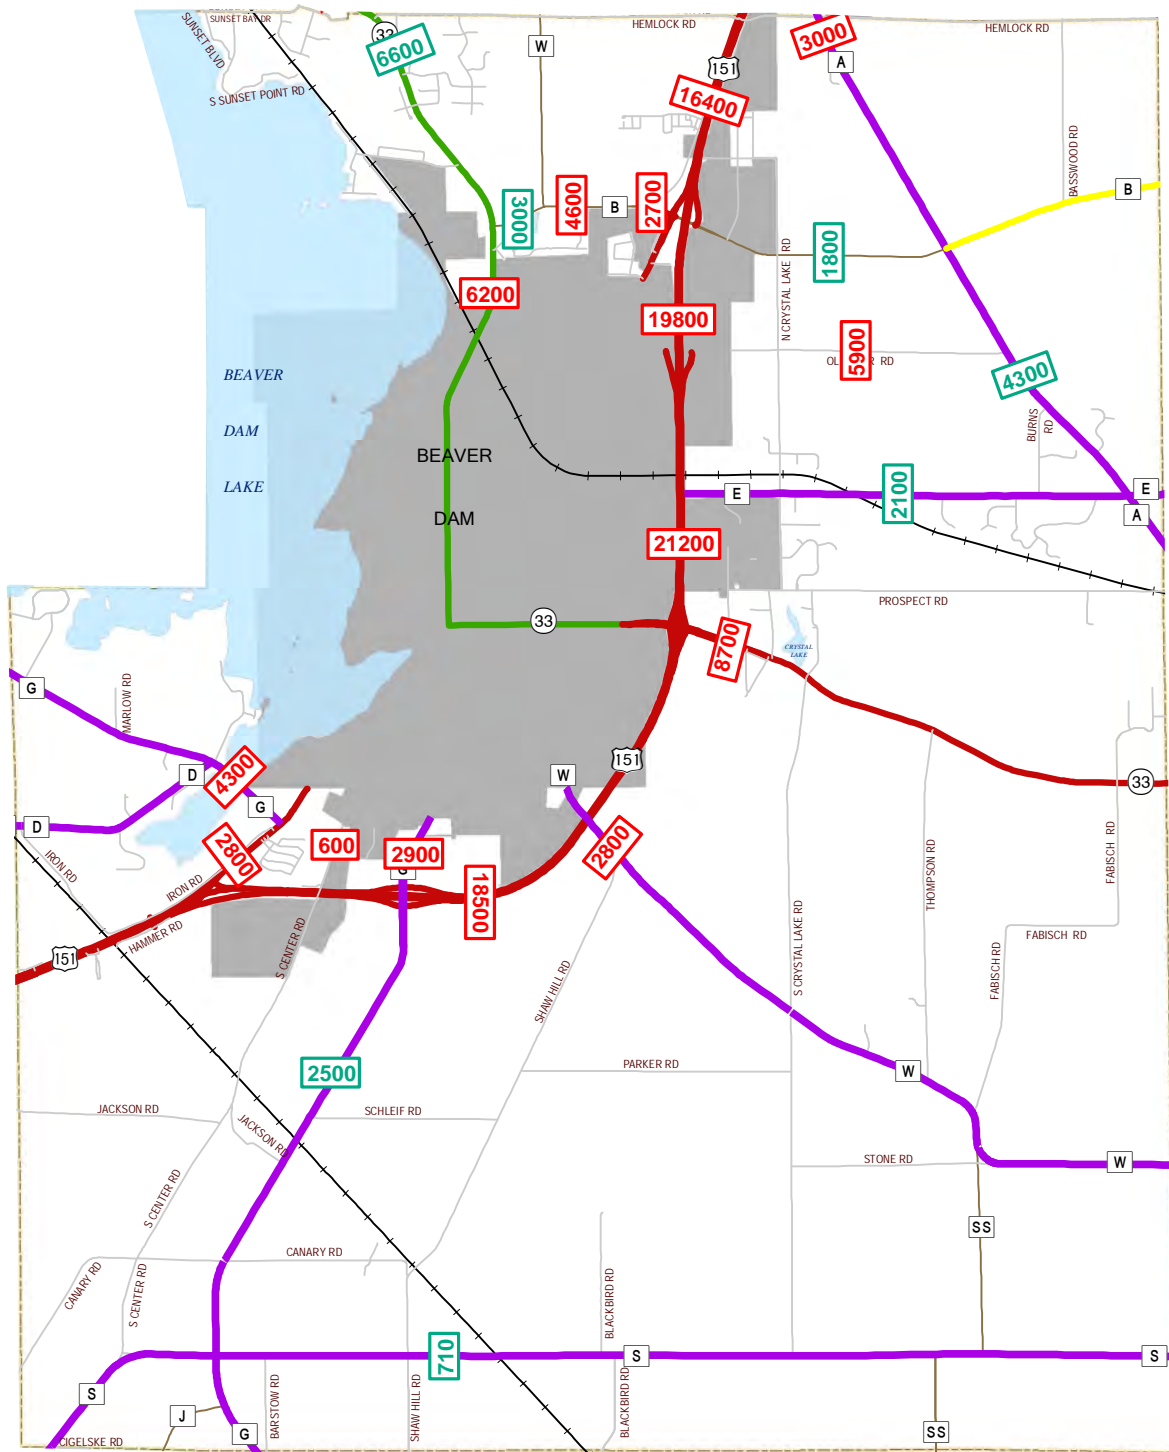 SUNSET BAY DR
SUNSET BLVD
S SUNSET POINT RD
33
6600
W
HEMLOCK RD
151
16400
3000
A
HEMLOCK RD
BASSWOOD RD
B
3000
4600
B
2700
N CRYSTAL LAKE RD
1800
6200
19800
5900
4300
BURNS RD
BEAVER
DAM
LAKE
BEAVER
DAM
E
2100
E
A
21200
PROSPECT RD
33
8700
CRYSTAL
LAKE
G
MARLOW RD
D
4300
G
D
W
151
33
IRON RD
2800
IRON RD
600
2900
G
18500
2800
HAMMER RD
151
S CENTER RD
SHAW HILL RD
S CRYSTAL LAKE RD
THOMPSON RD
FABISCH RD
FABISCH RD
FABISCH RD
2500
PARKER RD
W
JACKSON RD
JACKSON RD
SCHLEIF RD
STONE RD
W
S CENTER RD
SS
CANARY RD
CANARY RD
S CENTER RD
BLACKBIRD RD
710
S
S
S
BARSTOW RD
SHAW HILL RD
BLACKBIRD RD
J
G
SS
CIGELSKE RD